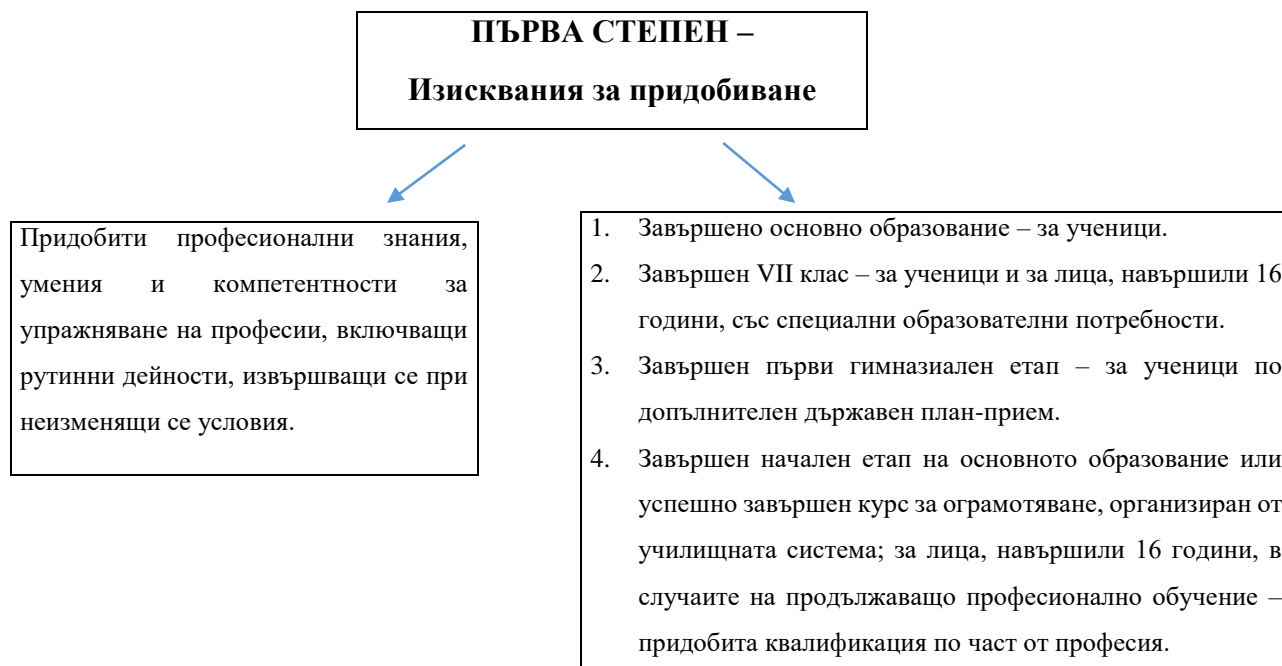 ПЪРВА СТЕПЕН –
Изисквания за придобиване
Придобити професионални знания,
умения и компетентности за
упражняване на професии, включващи
рутинни дейности, извършващи се при
неизменящи се условия.
1. Завършено основно образование – за ученици.
2. Завършен VII клас – за ученици и за лица, навършили 16
години, със специални образователни потребности.
3. Завършен първи гимназиален етап – за ученици по
допълнителен държавен план-прием.
4. Завършен начален етап на основното образование или
успешно завършен курс за ограмотяване, организиран от
училищната система; за лица, навършили 16 години, в
случаите на продължаващо професионално обучение –
придобита квалификация по част от професия.